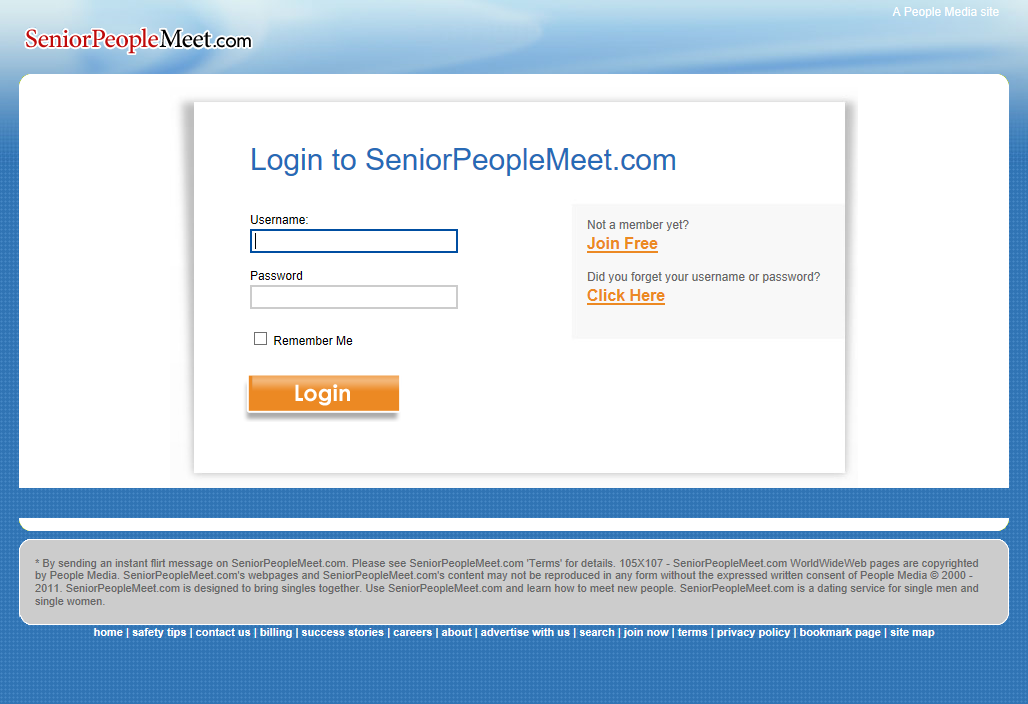 A People Media site
SeniorPeopleMeet.com
Login to SeniorPeopleMeet.com
Username:
Password
Remember Me
Login
Not a member yet?
Join Free
Did you forget your username or password?
Click Here
* By sending an instant flirt message on SeniorPeopleMeet.com. Please see SeniorPeopleMeet.com 'Terms' for details. 105X107 - SeniorPeopleMeet.com WorldWideWeb pages are copyrighted
by People Media. SeniorPeopleMeet.com's webpages and SeniorPeopleMeet.com's content may not be reproduced in any form without the expressed written consent of People Media © 2000 -
2011. SeniorPeopleMeet.com is designed to bring singles together. Use SeniorPeopleMeet.com and learn how to meet new people. SeniorPeopleMeet.com is a dating service for single men and
single women.
home | safety tips | contact us | billing | success stories | careers | about | advertise with us | search | join now | terms | privacy policy | bookmark page | site map